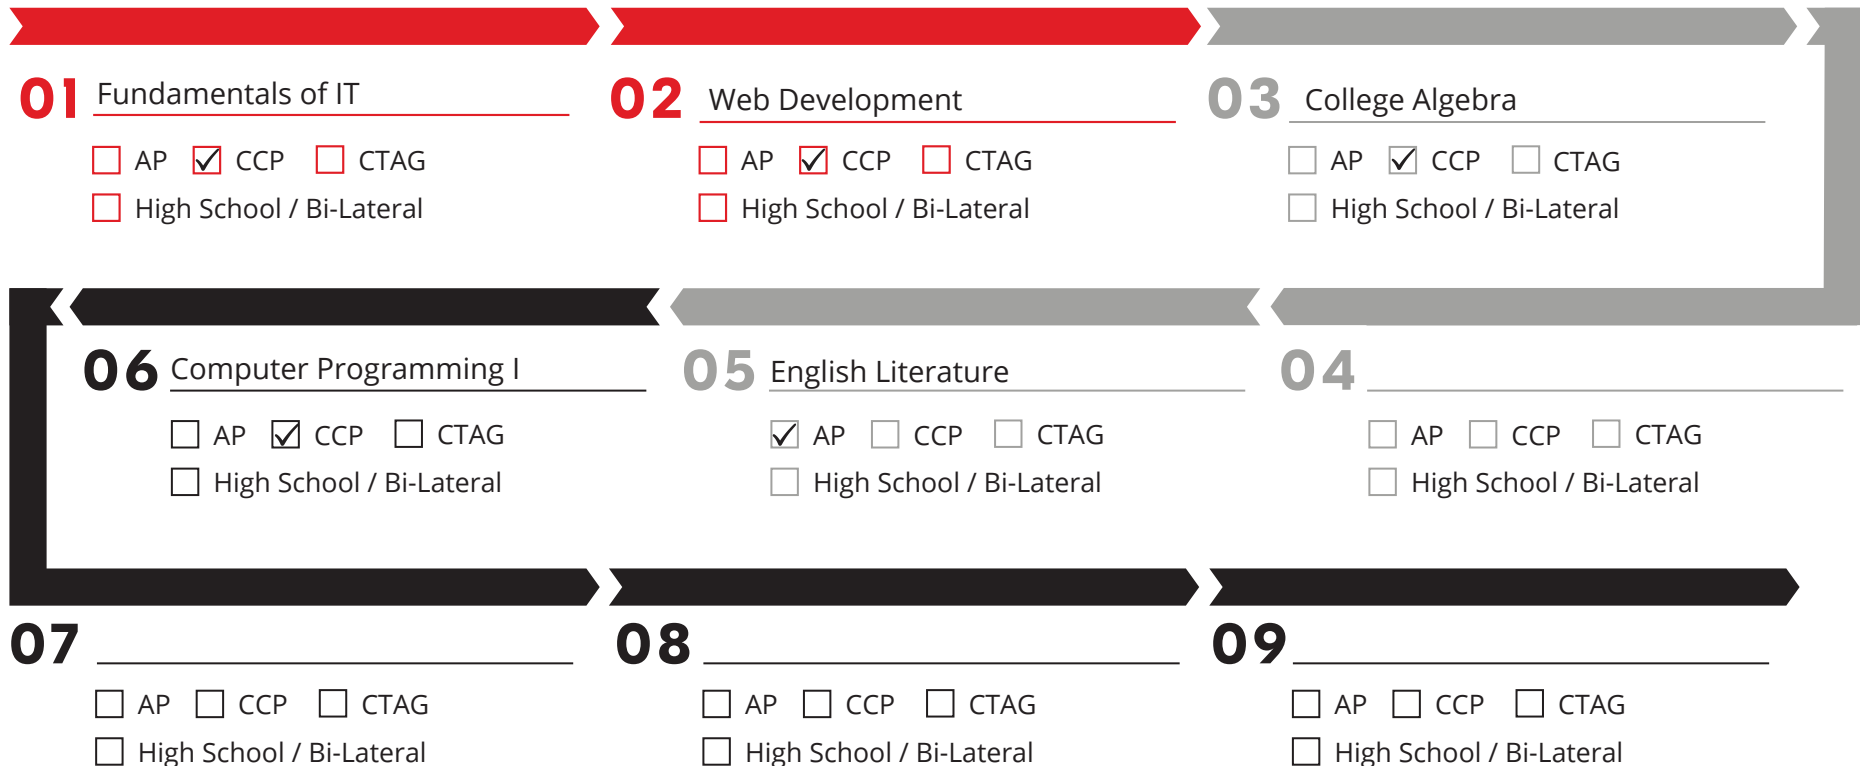 01 Fundamentals of IT
AP CCP CTAG
High School / Bi-Lateral
02 Web Development
AP CCP CTAG
High School / Bi-Lateral
03 College Algebra
AP CCP CTAG
High School / Bi-Lateral
04
AP CCP CTAG
High School / Bi-Lateral
05 English Literature
AP CCP CTAG
High School / Bi-Lateral
06 Computer Programming I
AP CCP CTAG
High School / Bi-Lateral
07
AP CCP CTAG
High School / Bi-Lateral
08
AP CCP CTAG
High School / Bi-Lateral
09
AP CCP CTAG
High School / Bi-Lateral